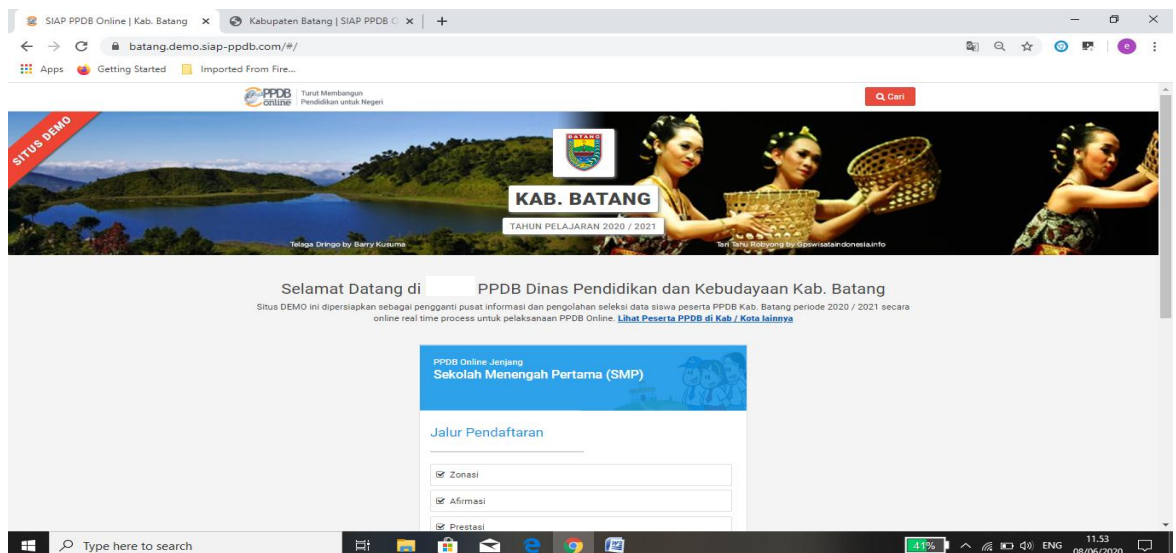 SIAP PPDB Online | Kab. Batang
Kabupaten Batang | SIAP PPDB
batang.demo.siap-ppdb.com/#/
e
Apps
Getting Started
Imported From Fire...
PPDB
online
Turut Membangun
Pendidikan untuk Negeri
Cari
SITUS DEMO
BATANG
KAB. BATANG
TAHUN PELAJARAN 2020 / 2021
Telaga Dringo by Barry Kusuma
Tari Tahu Robyong by Gpswisataindonesia.info
Selamat Datang di PPDB Dinas Pendidikan dan Kebudayaan Kab. Batang
Situs DEMO ini dipersiapkan sebagai pengganti pusat informasi dan pengolahan seleksi data siswa peserta PPDB Kab. Batang periode 2020 / 2021 secara
online real time process untuk pelaksanaan PPDB Online. Lihat Peserta PPDB di Kab / Kota lainnya
PPDB Online Jenjang
Sekolah Menengah Pertama (SMP)
Jalur Pendaftaran
Zonasi
Afirmasi
Prestasi
Type here to search
41%
ENG
11.53
08/06/2020